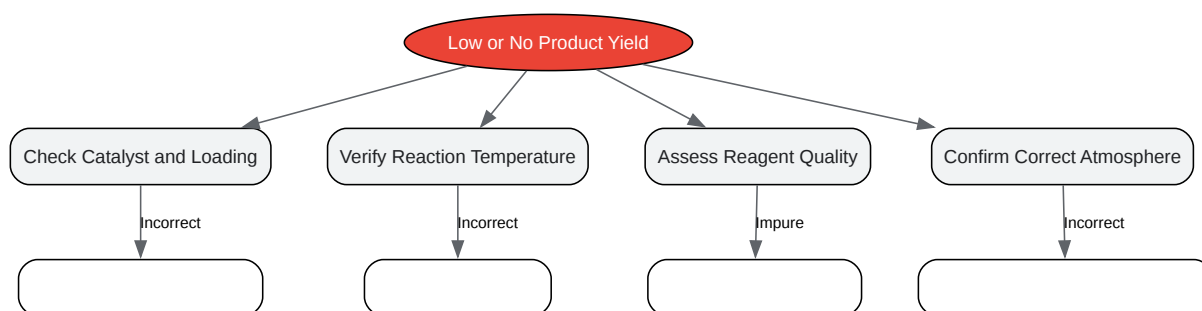 Low or No Product Yield
Check Catalyst and Loading
Verify Reaction Temperature
Assess Reagent Quality
Confirm Correct Atmosphere
Incorrect
Incorrect
Impure
Incorrect